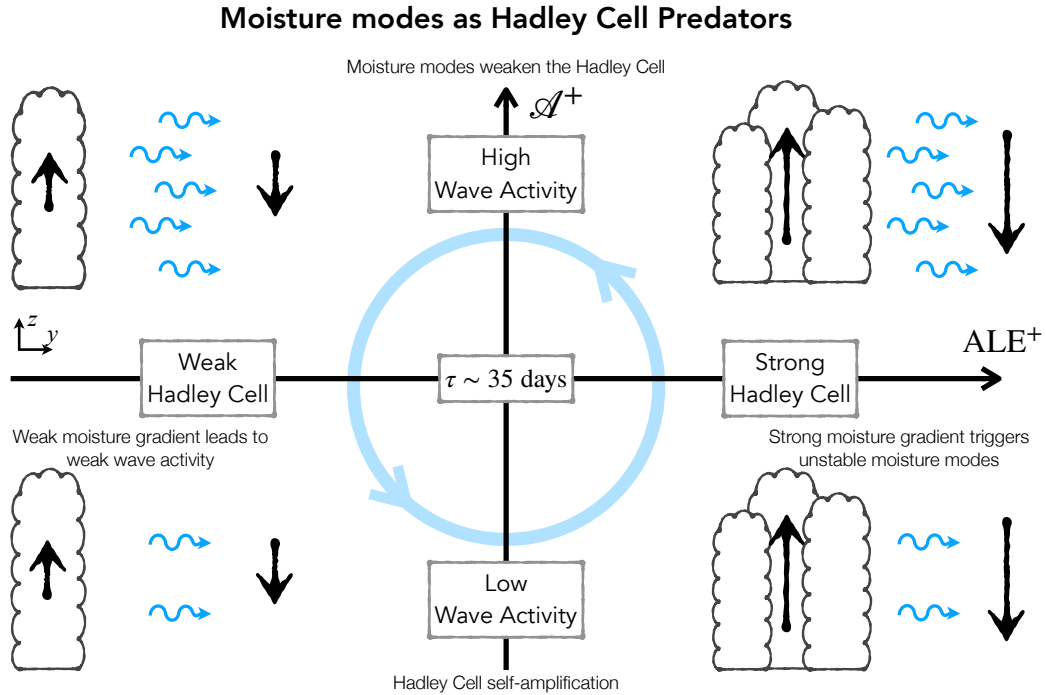 Moisture modes as Hadley Cell Predators
Moisture modes weaken the Hadley Cell
𝒜⁺
High
Wave Activity
z
y
ALE⁺
Weak
Hadley Cell
τ ~ 35 days
Strong
Hadley Cell
Weak moisture gradient leads to
weak wave activity
Strong moisture gradient triggers
unstable moisture modes
Low
Wave Activity
Hadley Cell self-amplification